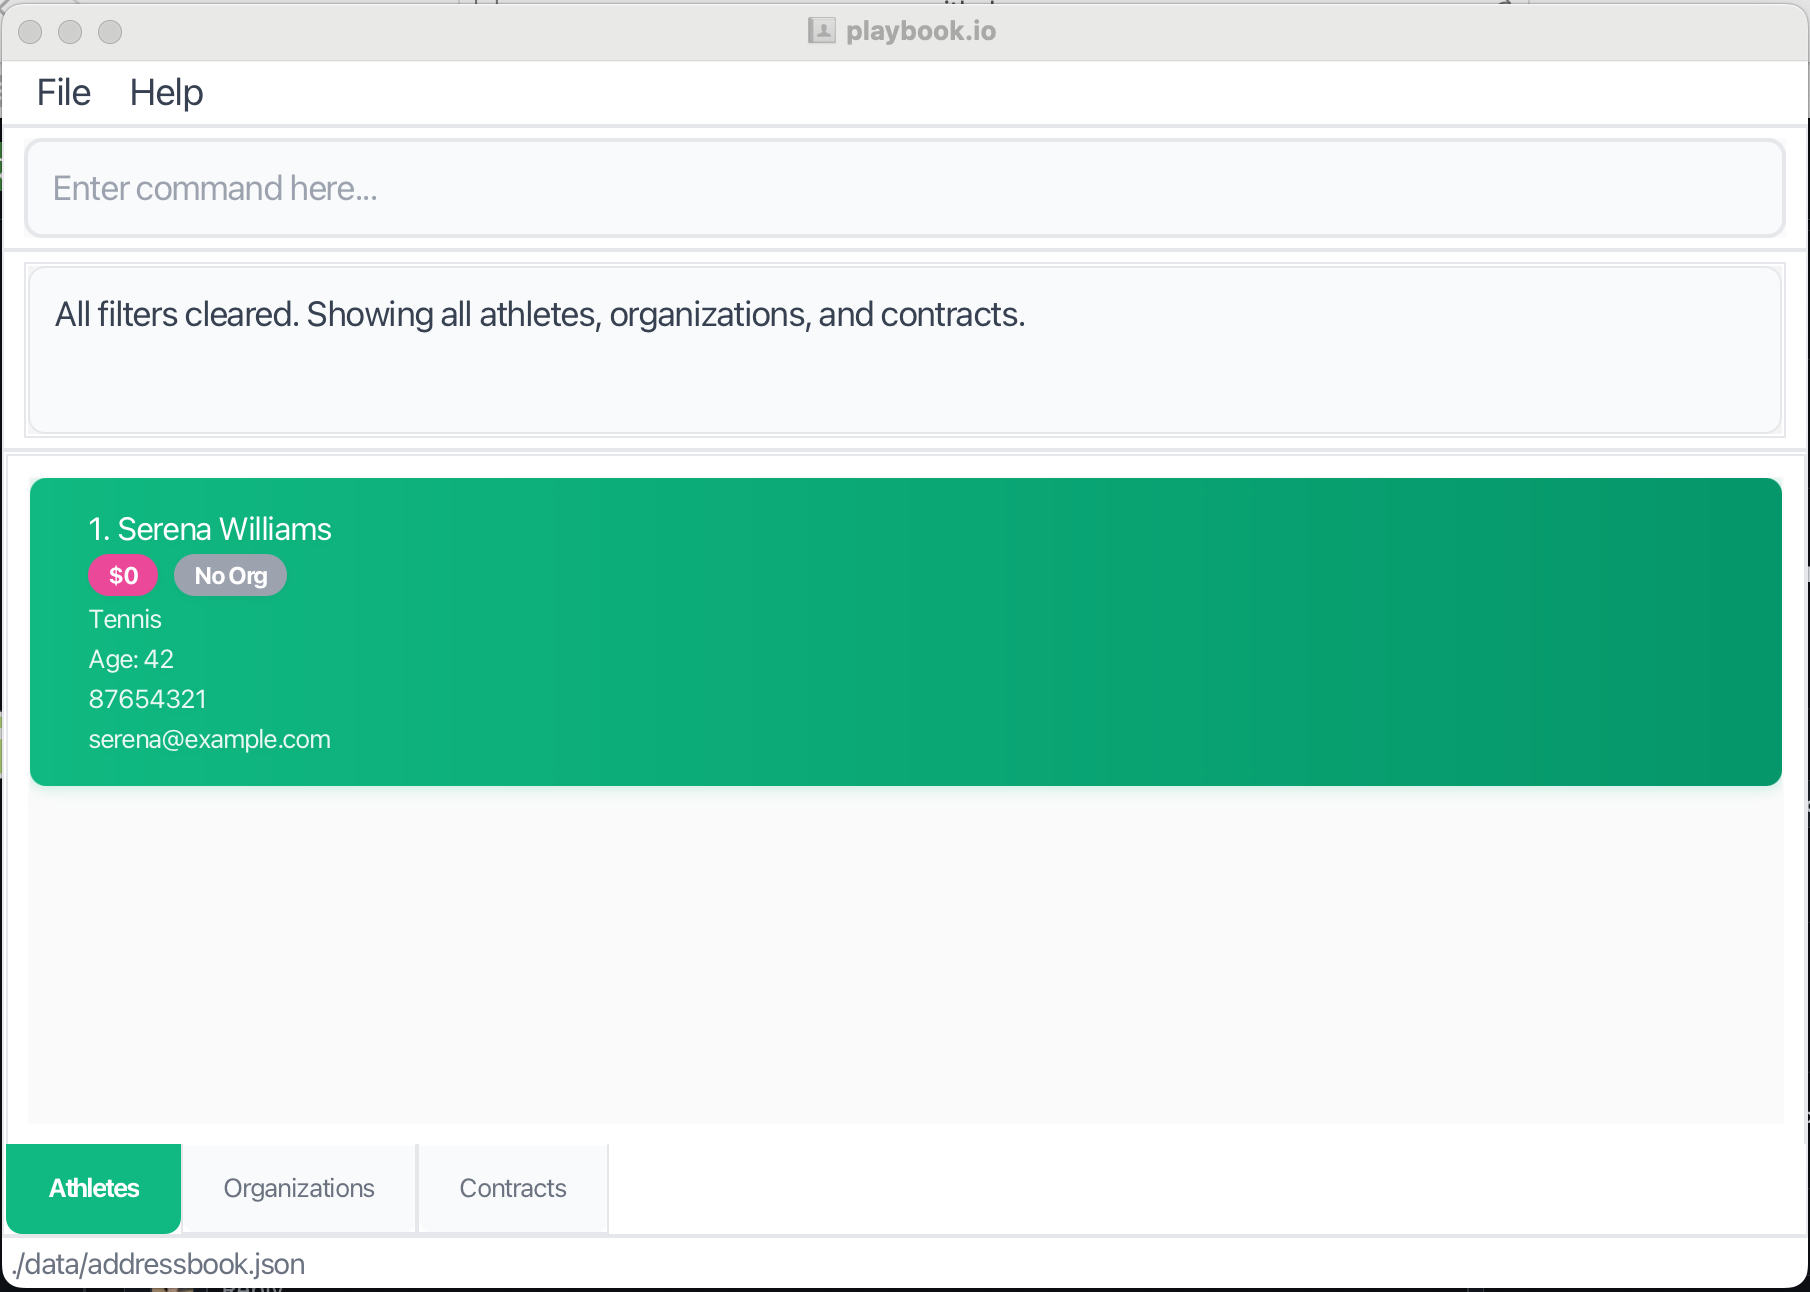 playbook.io
File Help
Enter command here...
All filters cleared. Showing all athletes, organizations, and contracts.
1. Serena Williams
$0 No Org
Tennis
Age: 42
87654321
serena@example.com
Athletes Organizations Contracts
./data/addressbook.json